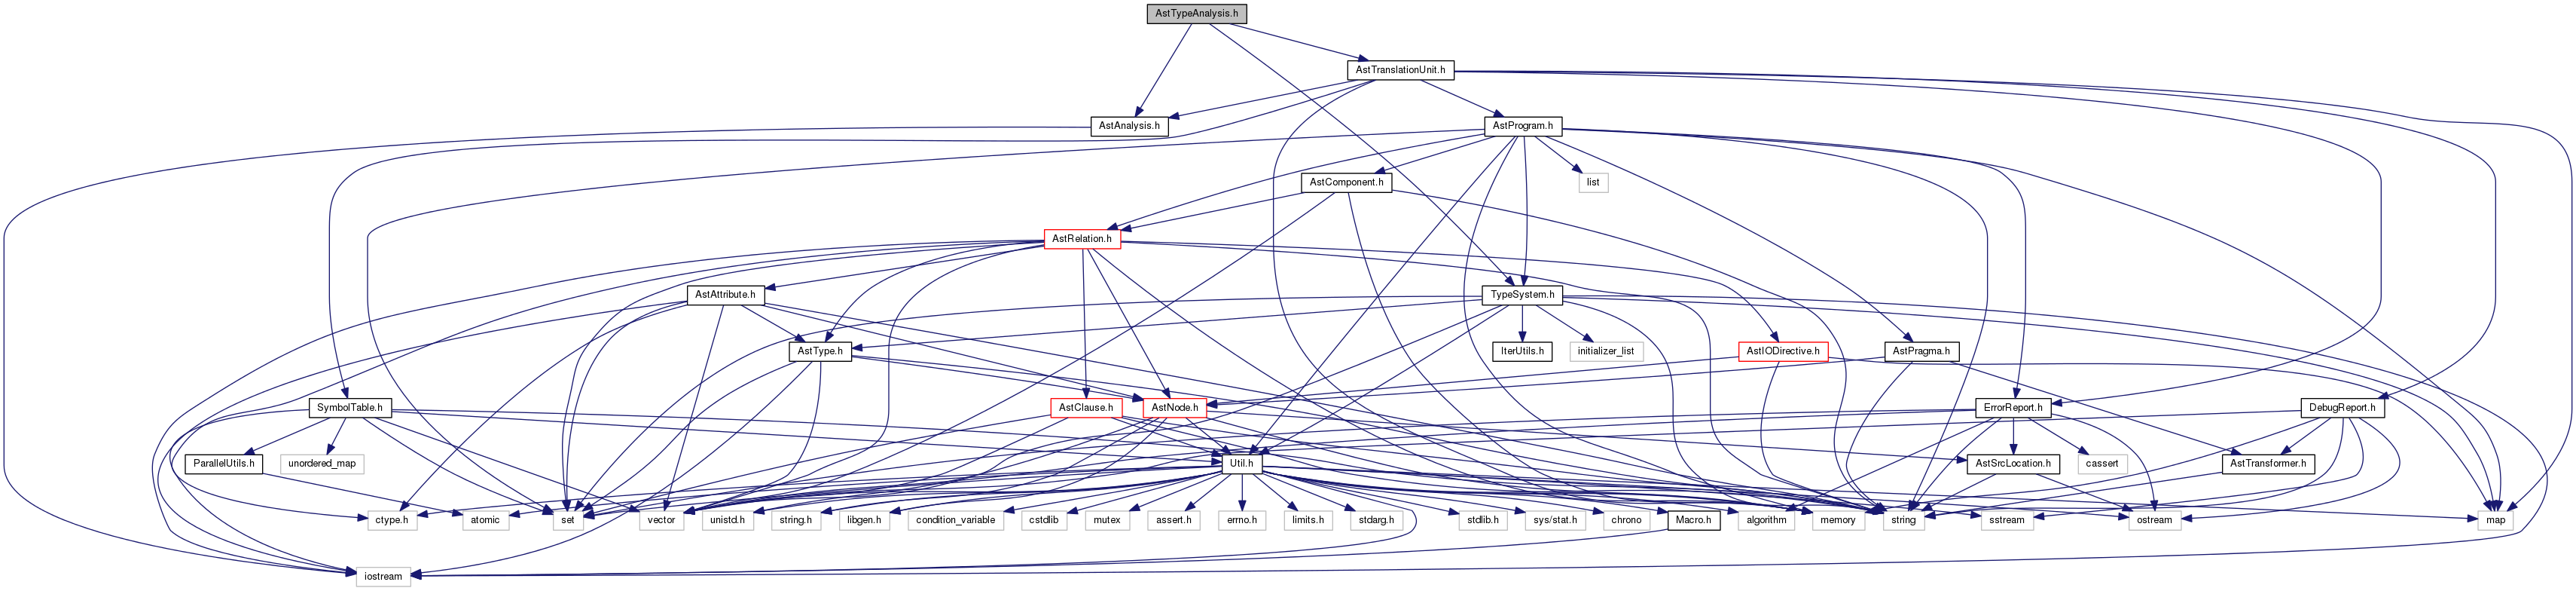 AstTypeAnalysis.h
AstTranslationUnit.h
AstAnalysis.h
AstProgram.h
AstComponent.h
list
AstRelation.h
AstAttribute.h
TypeSystem.h
AstType.h
IterUtils.h
initializer_list
AstIODirective.h
AstPragma.h
SymbolTable.h
AstClause.h
AstNode.h
ErrorReport.h
DebugReport.h
ParallelUtils.h
unordered_map
Util.h
AstSrcLocation.h
cassert
AstTransformer.h
ctype.h
atomic
set
vector
unistd.h
string.h
libgen.h
condition_variable
cstdlib
mutex
assert.h
errno.h
limits.h
stdarg.h
stdlib.h
sys/stat.h
chrono
Macro.h
algorithm
memory
string
sstream
ostream
map
iostream